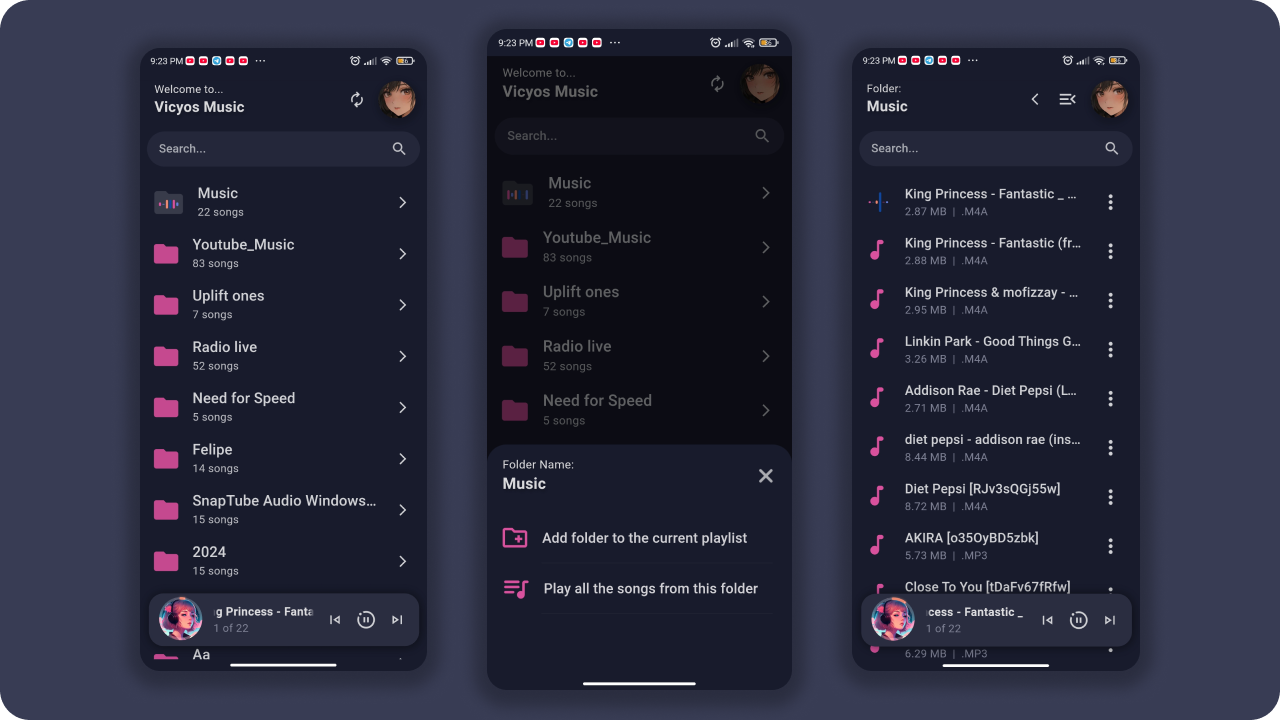 9:23 PM
Welcome to...
Vicyos Music
Search...
Music
22 songs
Youtube_Music
83 songs
Uplift ones
7 songs
Radio live
52 songs
Need for Speed
5 songs
Felipe
14 songs
SnapTube Audio Windows...
15 songs
2024
15 songs
g Princess - Fanta
1 of 22
Aa
9:23 PM
Welcome to...
Vicyos Music
Search...
Music
22 songs
Youtube_Music
83 songs
Uplift ones
7 songs
Radio live
52 songs
Need for Speed
5 songs
Folder Name:
Music
Add folder to the current playlist
Play all the songs from this folder
9:23 PM
Folder:
Music
Search...
King Princess - Fantastic _ ...
2.87 MB | .M4A
King Princess - Fantastic (fr...
2.88 MB | .M4A
King Princess & mofizzay - ...
2.95 MB | .M4A
Linkin Park - Good Things G...
3.26 MB | .M4A
Addison Rae - Diet Pepsi (L...
2.71 MB | .M4A
diet pepsi - addison rae (ins...
8.44 MB | .M4A
Diet Pepsi [RJv3sQGj55w]
8.72 MB | .M4A
AKIRA [o35OyBD5zbk]
5.73 MB | .MP3
Close To You [tDaFv67fRfw]
cess - Fantastic _
1 of 22
6.29 MB | .MP3